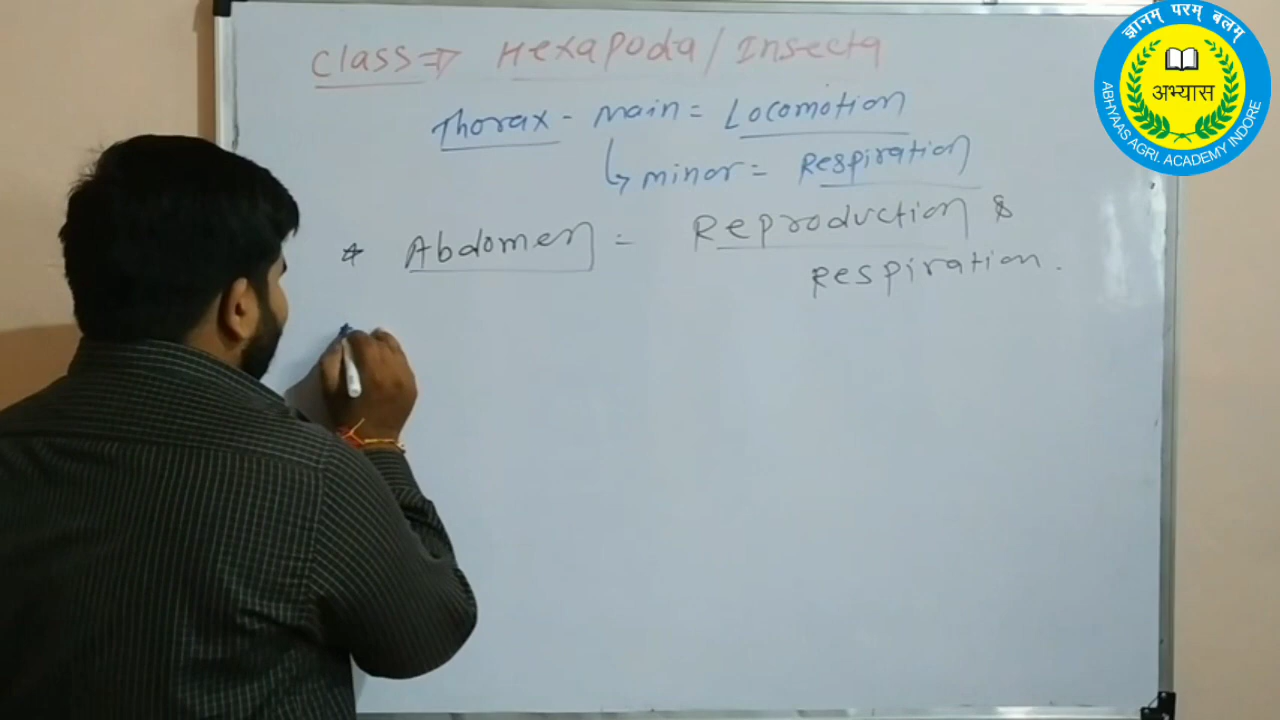 Class ⇒ Hexapoda / Insecta
Thorax - main = Locomotion
↳ minor = Respiration
* Abdomen = Reproduction &
Respiration.
ज्ञानम् परमं बलम्
अभ्यास
ABHYAAS AGRI. ACADEMY INDORE